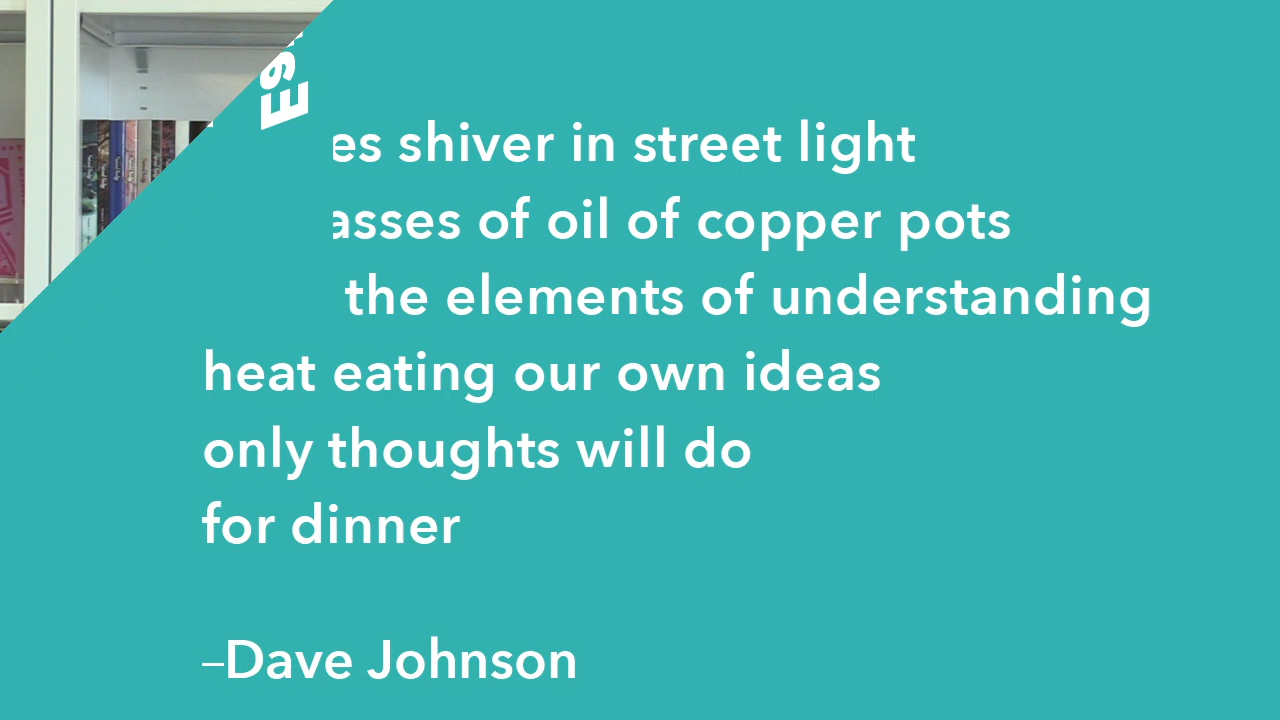 es shiver in street light
asses of oil of copper pots
the elements of understanding
heat eating our own ideas
only thoughts will do
for dinner
–Dave Johnson